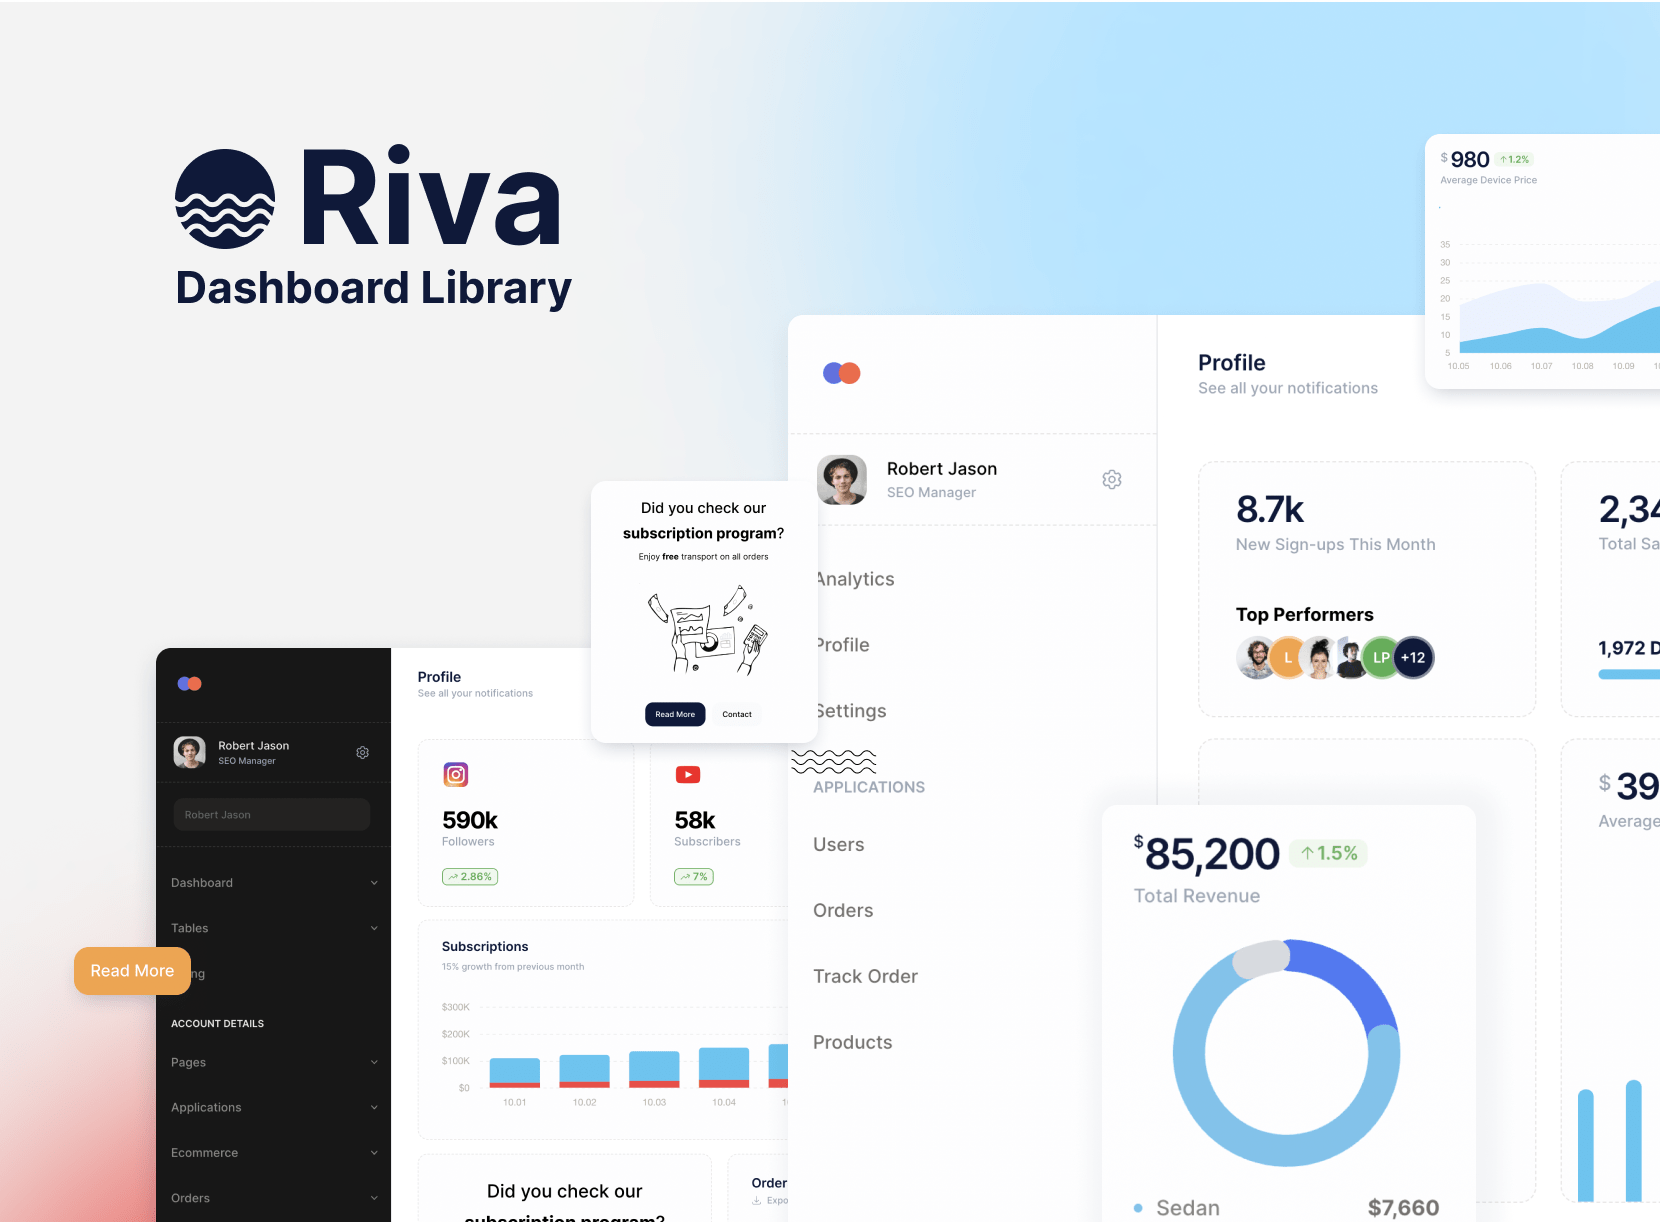 Riva
Dashboard Library
$980 ↑1.2%
Average Device Price
35
30
25
20
15
10
5
10.05 10.06 10.07 10.08 10.09
Profile
See all your notifications
Robert Jason
SEO Manager
Analytics
Profile
Settings
APPLICATIONS
Users
Orders
Track Order
Products
8.7k
New Sign-ups This Month
Top Performers
L
LP
+12
Total
1,972
$
Average
$85,200 ↑1.5%
Total Revenue
Sedan $7,660
Did you check our
subscription program?
Enjoy free transport on all orders
Read More Contact
Robert Jason
SEO Manager
Robert Jason
Dashboard
Tables
Read More
ACCOUNT DETAILS
Pages
Applications
Ecommerce
Orders
Profile
See all your notifications
590k
Followers
2.86%
58k
Subscribers
7%
Subscriptions
15% growth from previous month
$300K
$200K
$100K
$0
10.01 10.02 10.03 10.04
Did you check our
subscription program?
Order